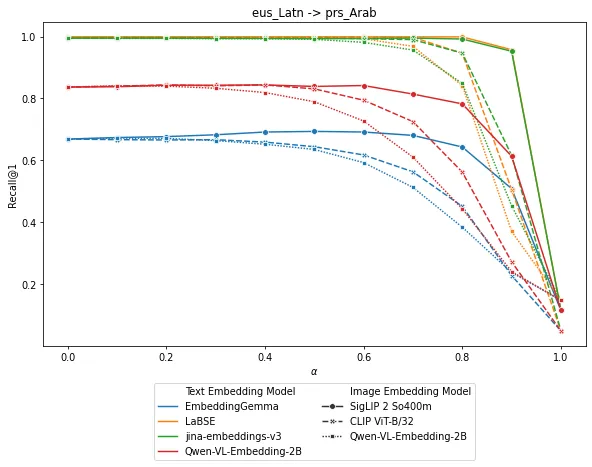 eus_Latn -> prs_Arab
Recall@1
1.0
0.8
0.6
0.4
0.2
0.0 0.2 0.4 0.6 0.8 1.0
α
Text Embedding Model Image Embedding Model
EmbeddingGemma SigLIP 2 So400m
LaBSE CLIP ViT-B/32
jina-embeddings-v3 Qwen-VL-Embedding-2B
Qwen-VL-Embedding-2B